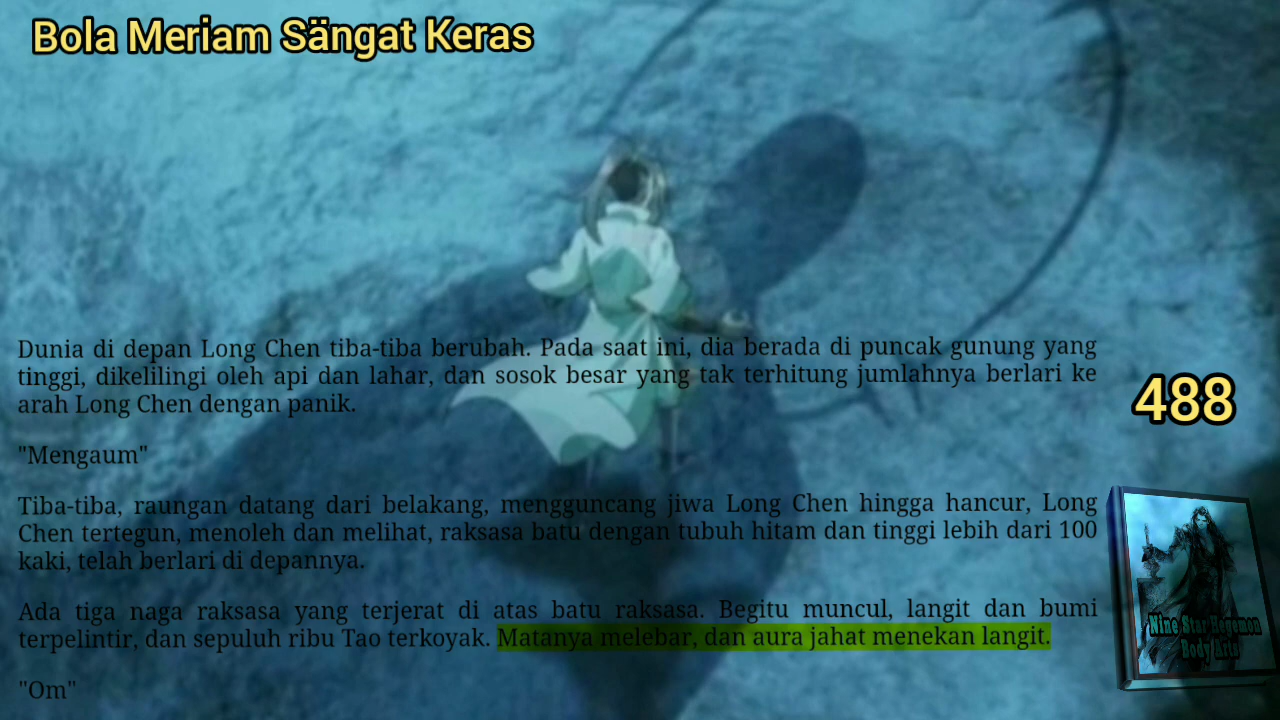 Bola Meriam Sängat Keras
Dunia di depan Long Chen tiba-tiba berubah. Pada saat ini, dia berada di puncak gunung yang
tinggi, dikelilingi oleh api dan lahar, dan sosok besar yang tak terhitung jumlahnya berlari ke
arah Long Chen dengan panik.
"Mengaum"
Tiba-tiba, raungan datang dari belakang, mengguncang jiwa Long Chen hingga hancur, Long
Chen tertegun, menoleh dan melihat, raksasa batu dengan tubuh hitam dan tinggi lebih dari 100
kaki, telah berlari di depannya.
Ada tiga naga raksasa yang terjerat di atas batu raksasa. Begitu muncul, langit dan bumi
terpelintir, dan sepuluh ribu Tao terkoyak. Matanya melebar, dan aura jahat menekan langit.
"Om"
488
Nine Star Hegemon
Body Arts